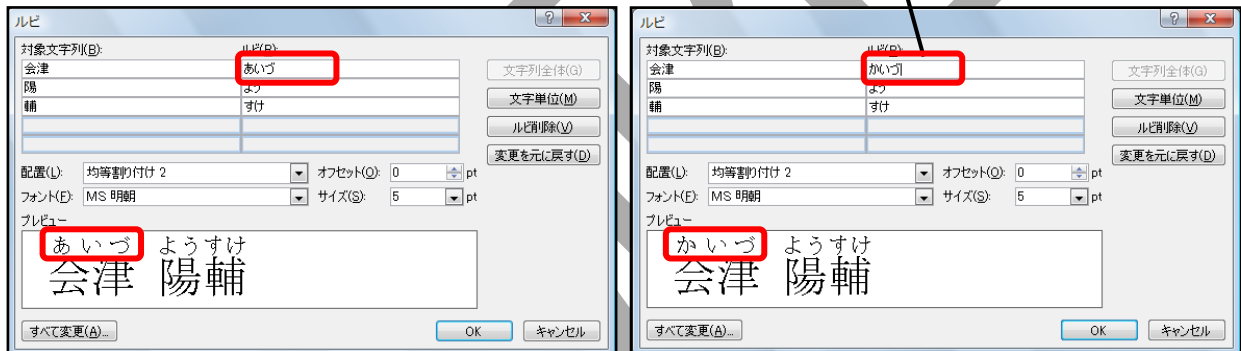 ルビ
対象文字列(B): ルビ(R):
会津 あいづ
陽 よう
輔 すけ
文字列全体(G)
文字単位(M)
ルビ削除(V)
変更を元に戻す(D)
配置(L): 均等割り付け 2 オフセット(O): 0 pt
フォント(F): MS 明朝 サイズ(S): 5 pt
プレビュー
あいづ ようすけ
会津 陽輔
すべて変更(A)... OK キャンセル
ルビ
対象文字列(B): ルビ(R):
会津 かいづ
陽 よう
輔 すけ
文字列全体(G)
文字単位(M)
ルビ削除(V)
変更を元に戻す(D)
配置(L): 均等割り付け 2 オフセット(O): 0 pt
フォント(F): MS 明朝 サイズ(S): 5 pt
プレビュー
かいづ ようすけ
会津 陽輔
すべて変更(A)... OK キャンセル